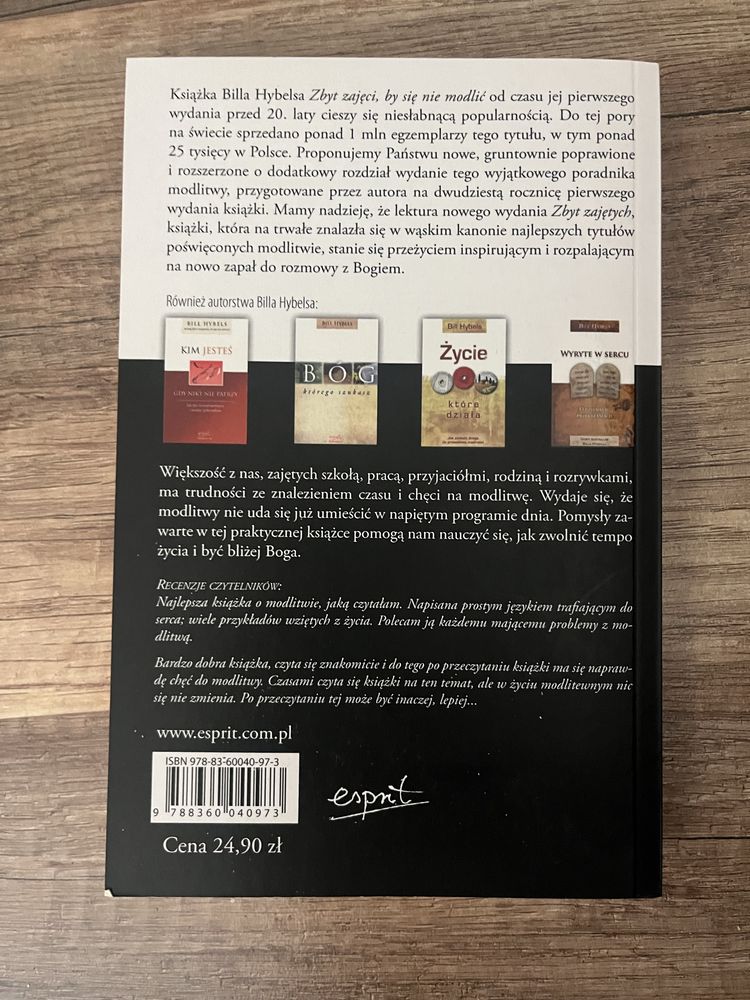 Książka Billa Hybelsa Zbyt zajęci, by się nie modlić od czasu jej pierwszego
wydania przed 20. laty cieszy się niesłabnącą popularnością. Do tej pory
na świecie sprzedano ponad 1 mln egzemplarzy tego tytułu, w tym ponad
25 tysięcy w Polsce. Proponujemy Państwu nowe, gruntownie poprawione
i rozszerzone o dodatkowy rozdział wydanie tego wyjątkowego poradnika
modlitwy, przygotowane przez autora na dwudziestą rocznicę pierwszego
wydania książki. Mamy nadzieję, że lektura nowego wydania Zbyt zajętych,
książki, która na trwałe znalazła się w wąskim kanonie najlepszych tytułów
poświęconych modlitwie, stanie się przeżyciem inspirującym i rozpalającym
na nowo zapał do rozmowy z Bogiem.
Również autorstwa Billa Hybelsa:
BILL HYBELS
KIM JESTEŚ
GDY NIKT NIE PATRZY
BILL HYBELS
BÓG
którego szukasz
Bill Hybels
Życie
które
działa
BILL HYBELS
WYRYTE W SERCU
Większość z nas, zajętych szkołą, pracą, przyjaciółmi, rodziną i rozrywkami,
ma trudności ze znalezieniem czasu i chęci na modlitwę. Wydaje się, że
modlitwy nie uda się już umieścić w napiętym programie dnia. Pomysły za-
warte w tej praktycznej książce pomogą nam nauczyć się, jak zwolnić tempo
życia i być bliżej Boga.
RECENZJE CZYTELNIKÓW:
Najlepsza książka o modlitwie, jaką czytałam. Napisana prostym językiem trafiającym do
serca; wiele przykładów wziętych z życia. Polecam ją każdemu mającemu problemy z mo-
dlitwą.
Bardzo dobra książka, czyta się znakomicie i do tego po przeczytaniu książki ma się napraw-
dę chęć do modlitwy. Czasami czyta się książki na ten temat, ale w życiu modlitewnym nic
się nie zmienia. Po przeczytaniu tej może być inaczej, lepiej...
www.esprit.com.pl
ISBN 978-83-60040-97-3
9 788360 040973
esprit
Cena 24,90 zł